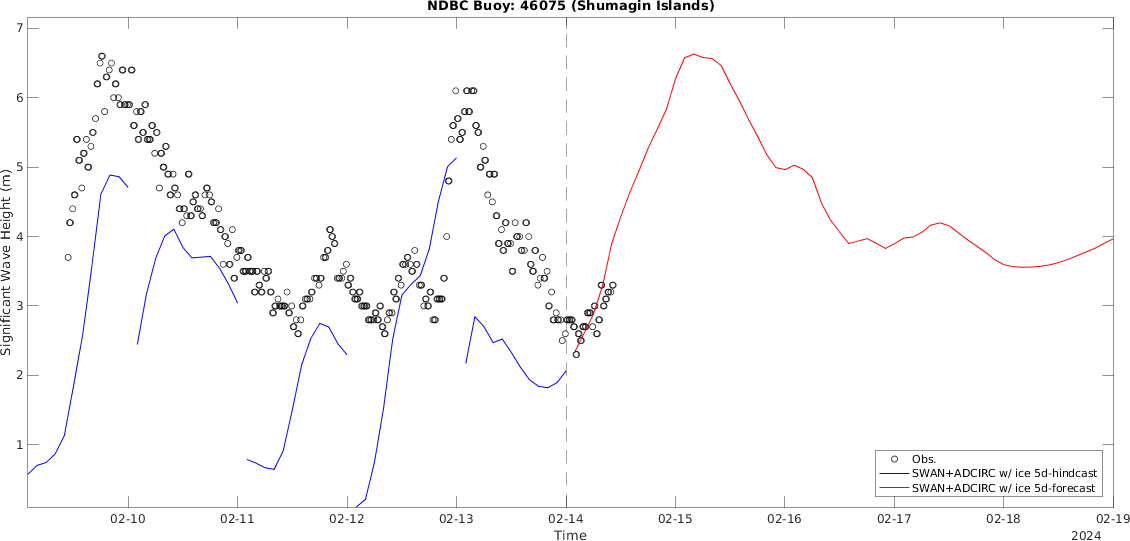 NDBC Buoy: 46075 (Shumagin Islands)
7
6
5
4
3
2
1
Significant Wave Height (m)
Obs.
SWAN+ADCIRC w/ ice 5d-hindcast
SWAN+ADCIRC w/ ice 5d-forecast
02-10 02-11 02-12 02-13 02-14 02-15 02-16 02-17 02-18 02-19
Time
2024